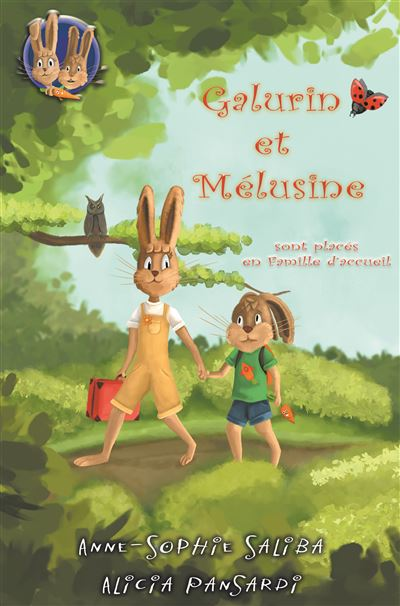 Galurin
et
Mélusine
sont placés
en Famille d'accueil
Anne-Sophie Saliba
Alicia Pansardi